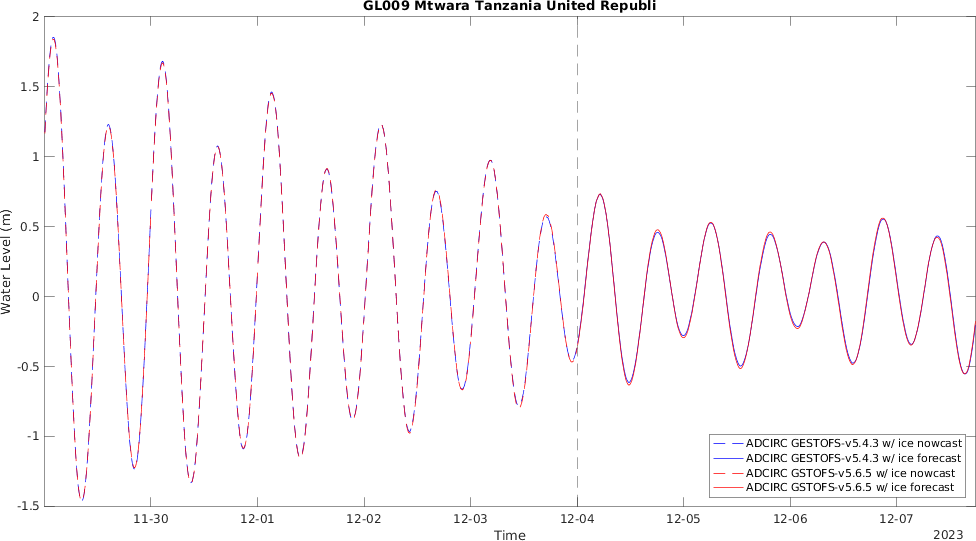 GL009 Mtwara Tanzania United Republi
2
1.5
1
0.5
0
-0.5
-1
-1.5
Water Level (m)
11-30
12-01
12-02
12-03
12-04
12-05
12-06
12-07
Time
2023
ADCIRC GESTOFS-v5.4.3 w/ ice nowcast
ADCIRC GESTOFS-v5.4.3 w/ ice forecast
ADCIRC GSTOFS-v5.6.5 w/ ice nowcast
ADCIRC GSTOFS-v5.6.5 w/ ice forecast